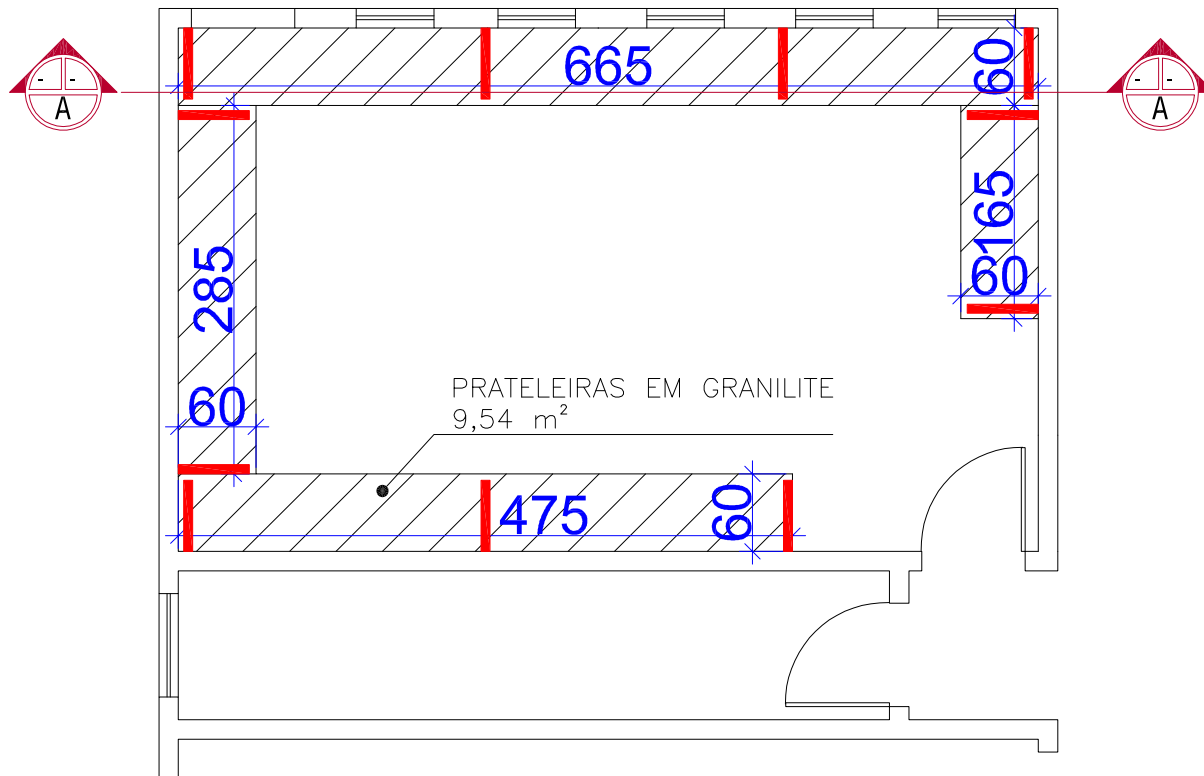 665
60
- -
A
- -
A
165
60
285
60
PRATELEIRAS EM GRANILITE
9,54 m²
475
60